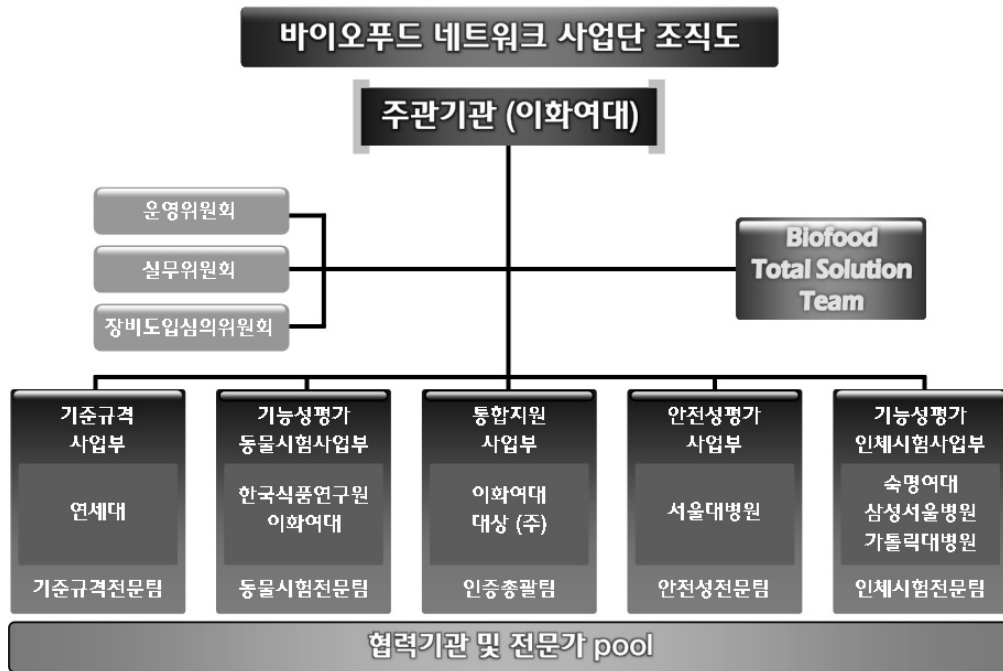 바이오푸드 네트워크 사업단 조직도
주관기관 (이화여대)
운영위원회
실무위원회
장비도입심의위원회
Biofood
Total Solution
Team
기준규격
사업부
연세대
기준규격전문팀
기능성평가
동물시험사업부
한국식품연구원
이화여대
동물시험전문팀
통합지원
사업부
이화여대
대상 (주)
인증총괄팀
안전성평가
사업부
서울대병원
안전성전문팀
기능성평가
인체시험사업부
숙명여대
삼성서울병원
가톨릭대병원
인체시험전문팀
협력기관 및 전문가 pool